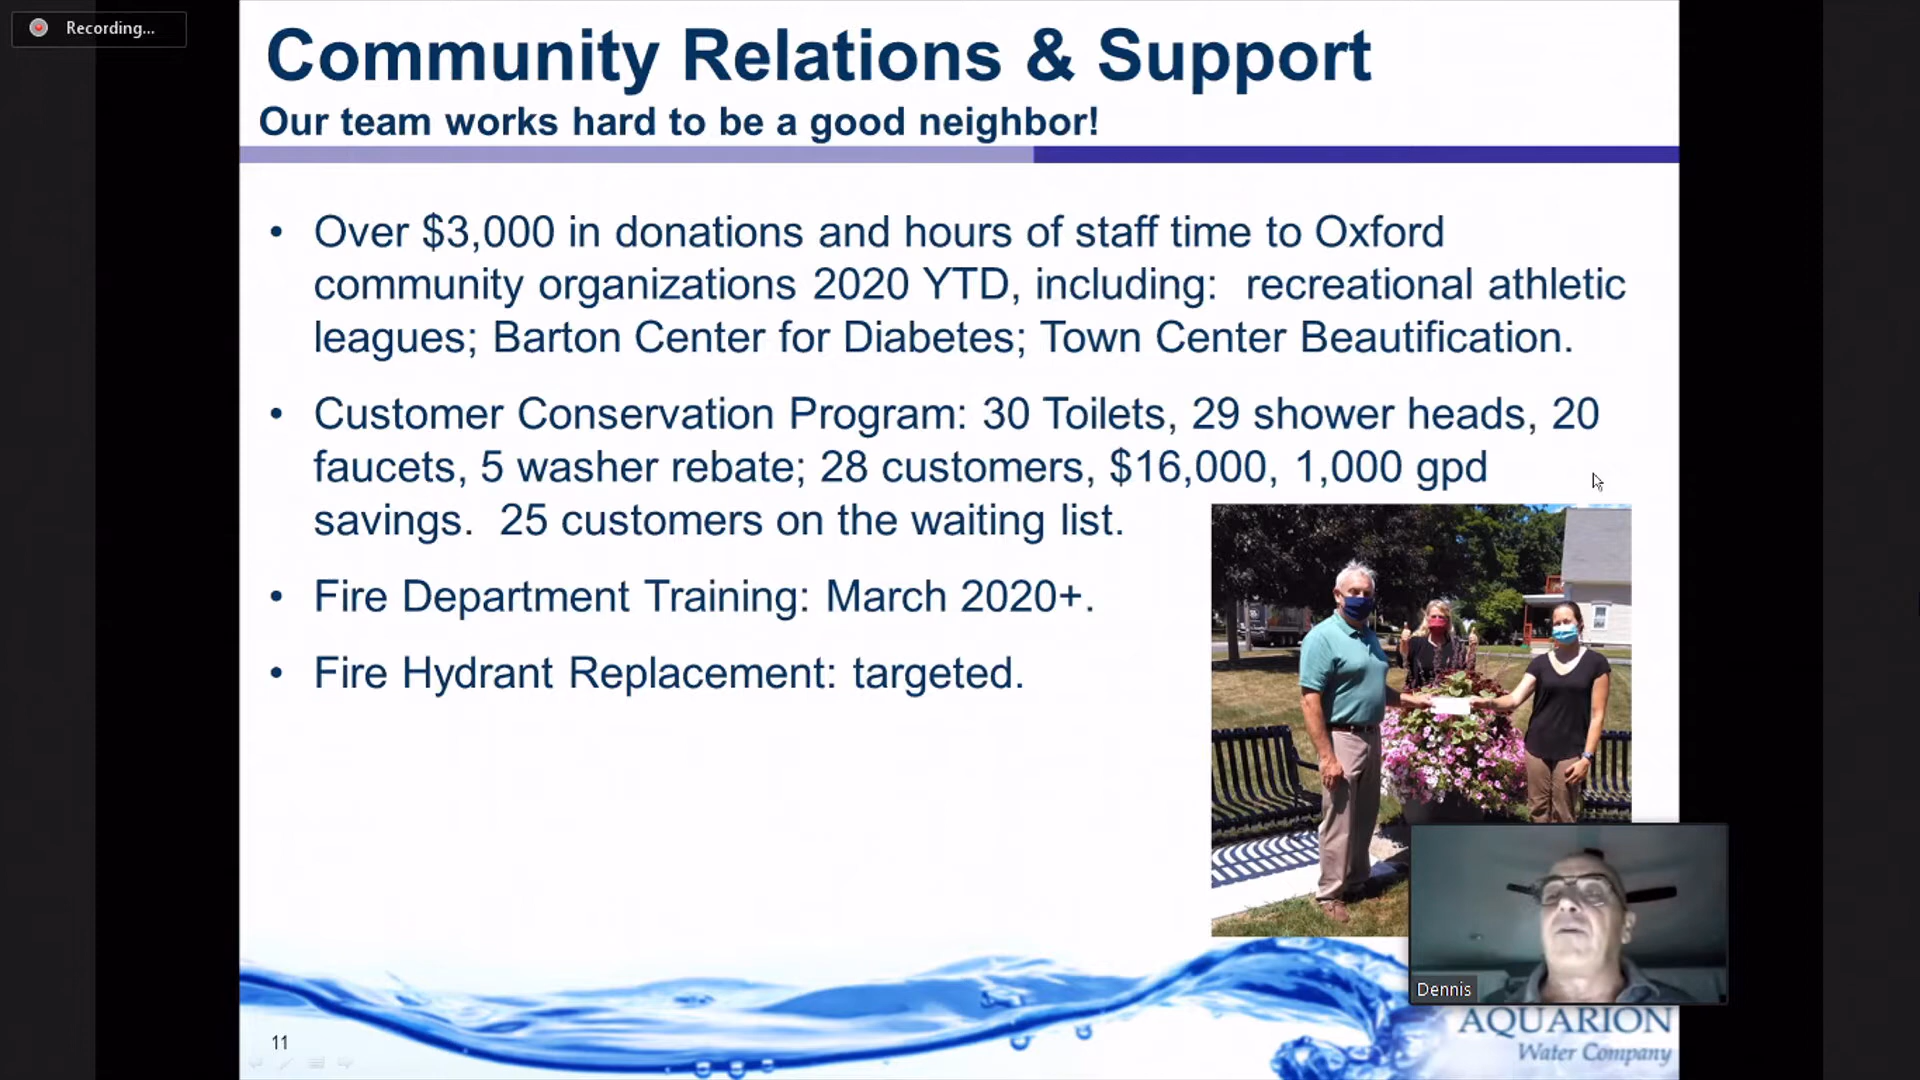 Recording...
Community Relations & Support
Our team works hard to be a good neighbor!
• Over $3,000 in donations and hours of staff time to Oxford
community organizations 2020 YTD, including: recreational athletic
leagues; Barton Center for Diabetes; Town Center Beautification.
• Customer Conservation Program: 30 Toilets, 29 shower heads, 20
faucets, 5 washer rebate; 28 customers, $16,000, 1,000 gpd
savings. 25 customers on the waiting list.
• Fire Department Training: March 2020+.
• Fire Hydrant Replacement: targeted.
Dennis
AQUARION
Water Company
11